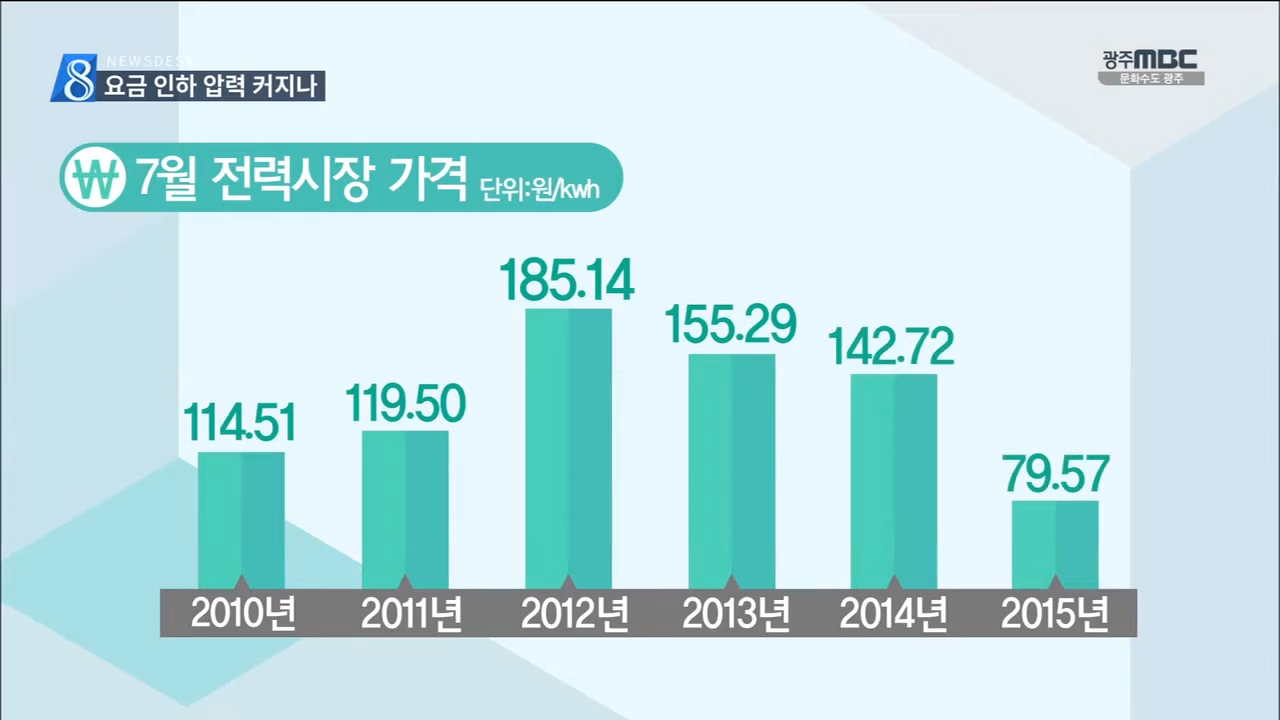 NEWSDESK
8 요금 인하 압력 커지나
광주MBC
문화수도 광주
₩ 7월 전력시장 가격 단위:원/kwh
185.14
155.29
142.72
119.50
114.51
79.57
2010년 2011년 2012년 2013년 2014년 2015년